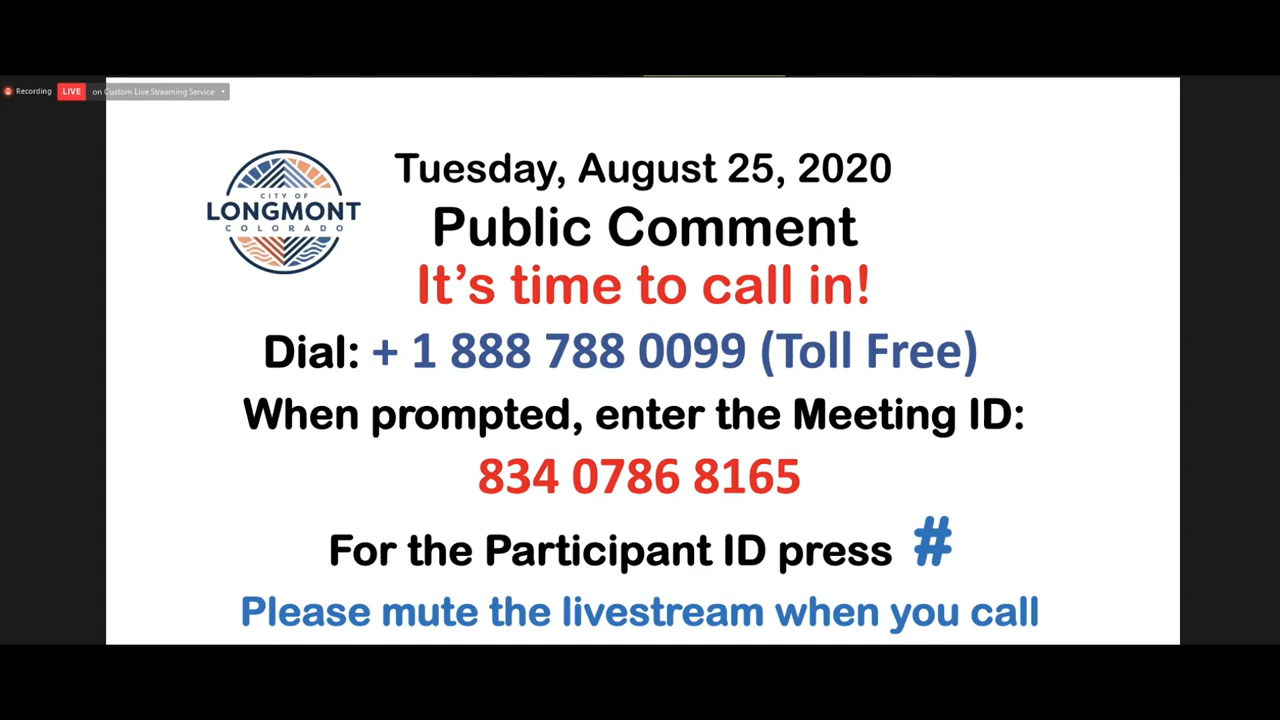 Recording LIVE on Custom Live Streaming Service
CITY OF
LONGMONT
COLORADO
Tuesday, August 25, 2020
Public Comment
It’s time to call in!
Dial: + 1 888 788 0099 (Toll Free)
When prompted, enter the Meeting ID:
834 0786 8165
For the Participant ID press #
Please mute the livestream when you call